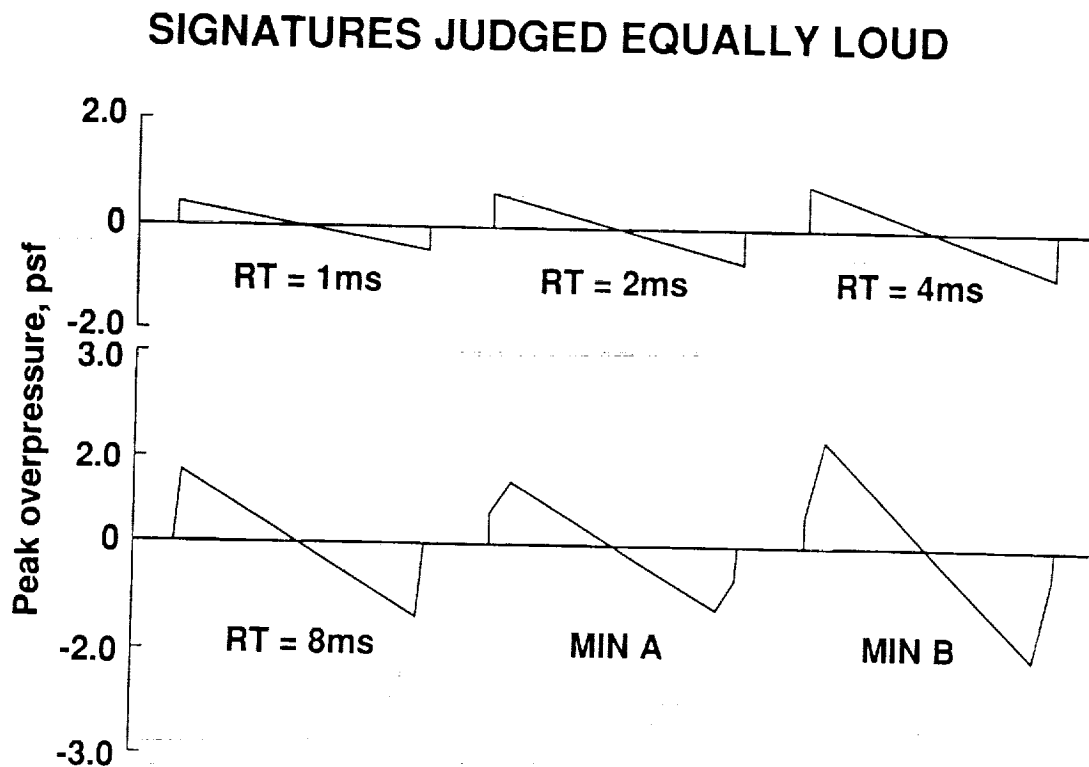 SIGNATURES JUDGED EQUALLY LOUD
2.0
0
-2.0
RT = 1ms
RT = 2ms
RT = 4ms
Peak overpressure, psf
3.0
2.0
0
-2.0
-3.0
RT = 8ms
MIN A
MIN B